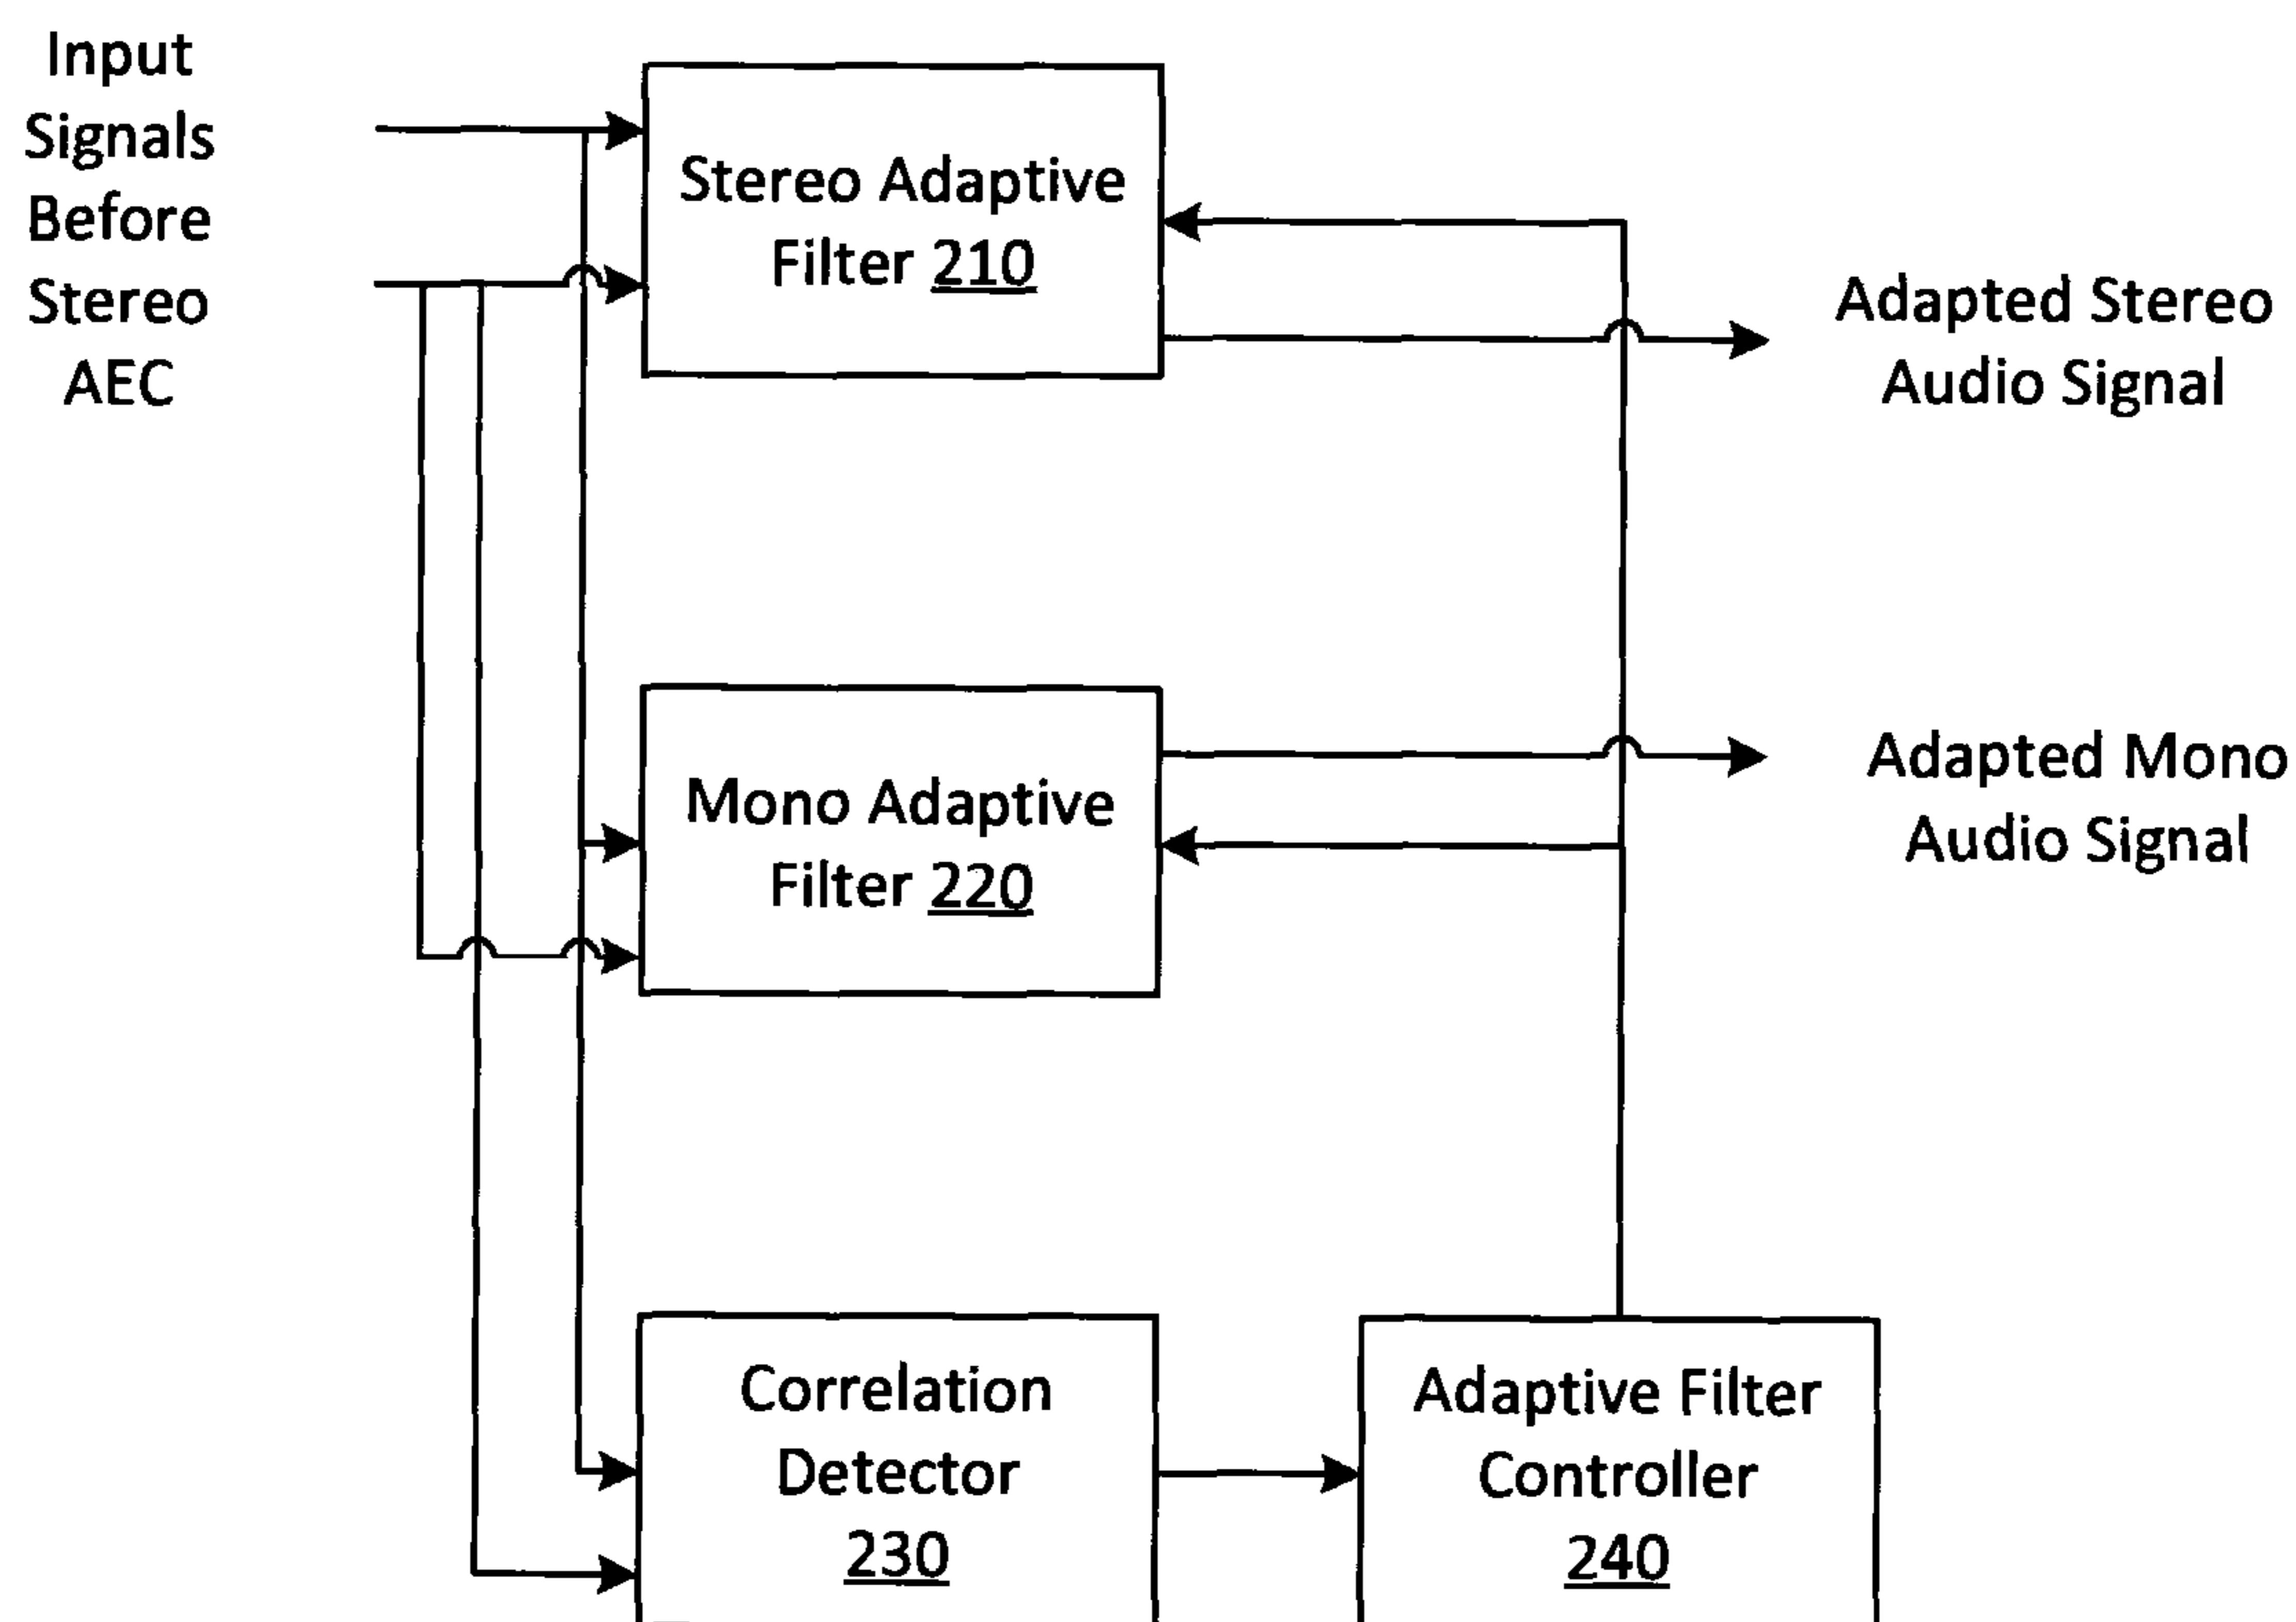 Input
Signals
Before
Stereo
AEC
Stereo Adaptive
Filter 210
Adapted Stereo
Audio Signal
Mono Adaptive
Filter 220
Adapted Mono
Audio Signal
Correlation
Detector
230
Adaptive Filter
Controller
240